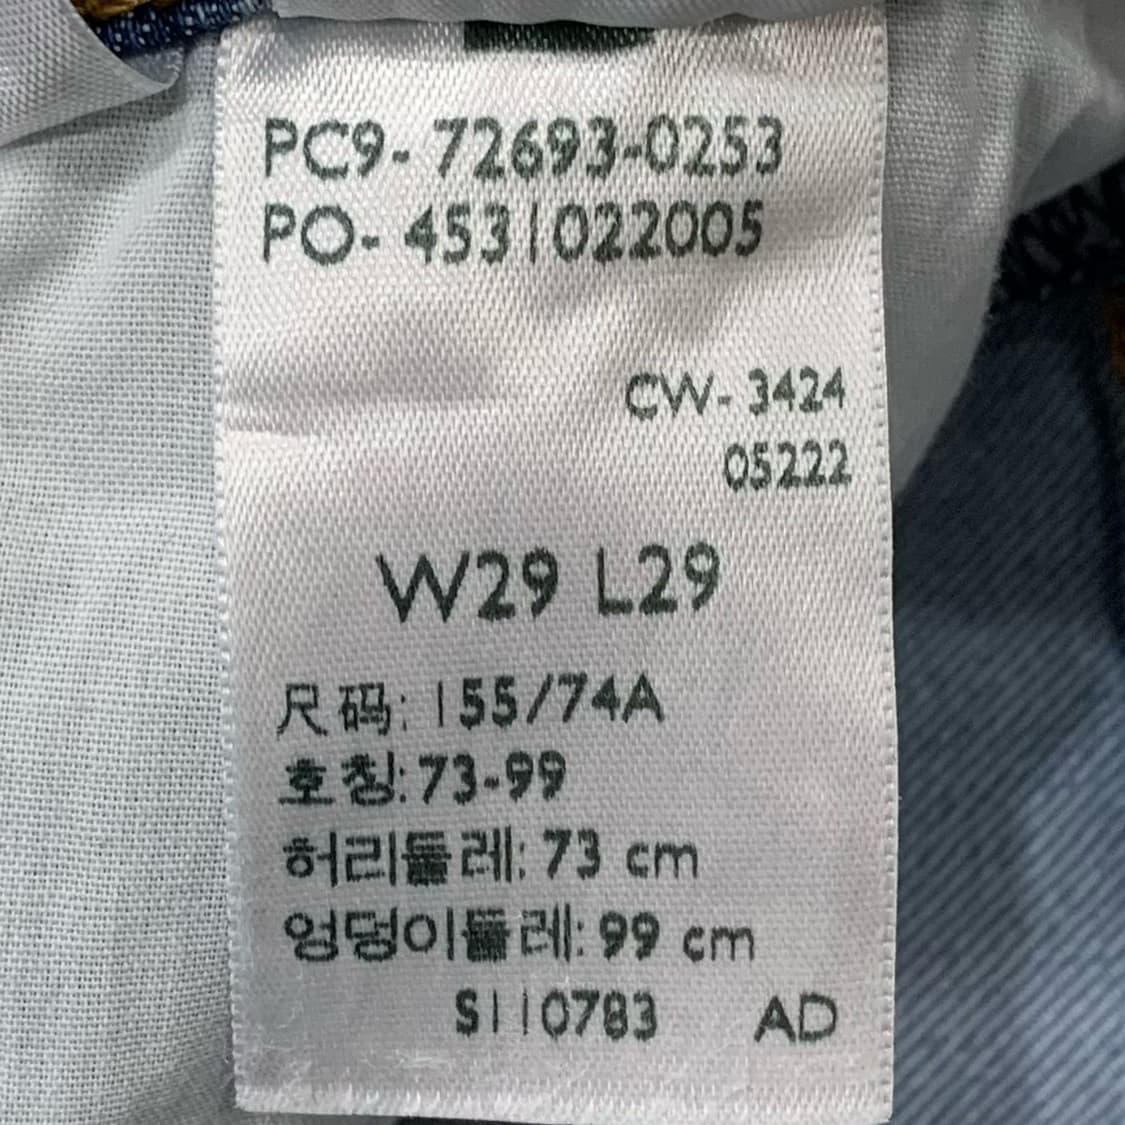 PC9- 72693-0253
PO- 4531022005
CW- 3424
05222
W29 L29
尺码: 155/74A
호칭: 73-99
허리둘레: 73 cm
엉덩이둘레: 99 cm
S110783 AD